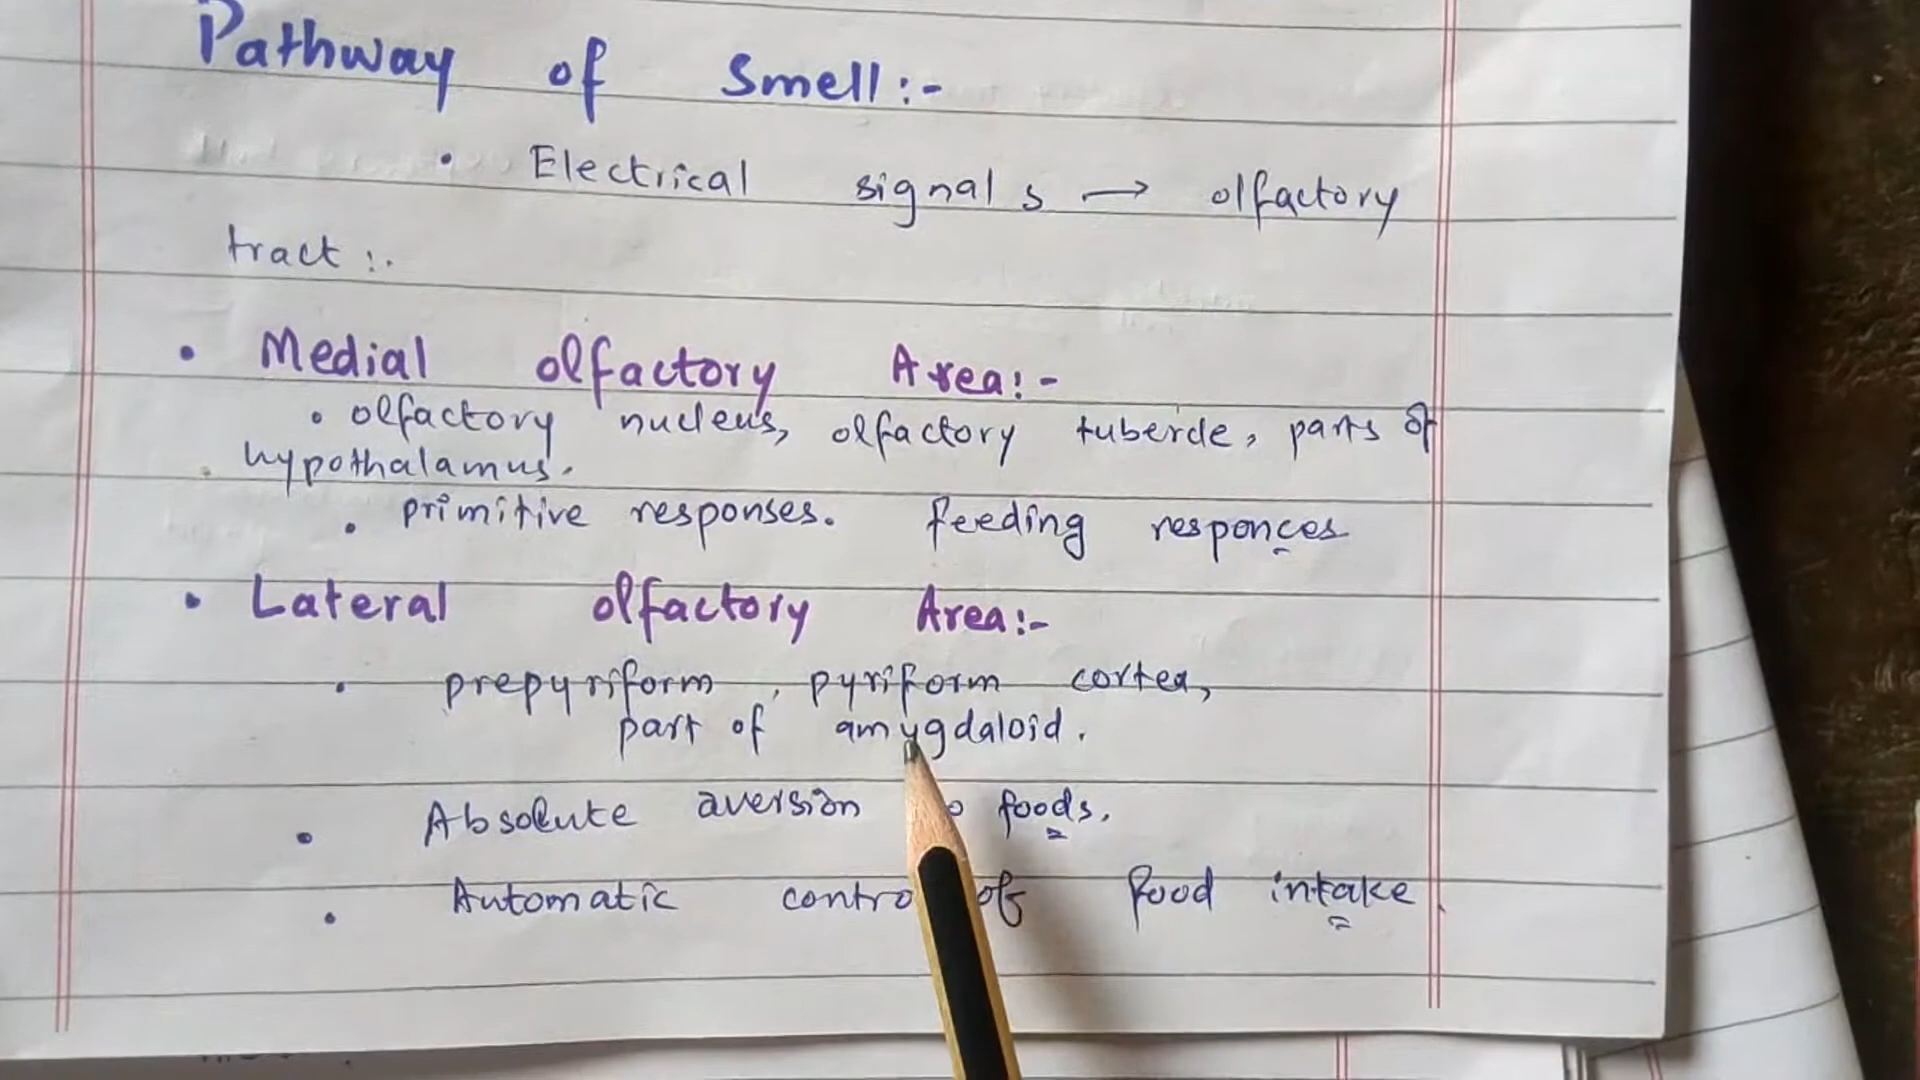 Pathway of Smell:-
• Electrical signals → olfactory
tract :.
• Medial olfactory Area:-
• olfactory nucleus, olfactory tubercle, parts of
hypothalamus.
• primitive responses. feeding responces
• Lateral olfactory Area:-
• prepyriform, pyriform cortex,
part of amygdaloid.
• Absolute aversion foods.
• Automatic of food intake.